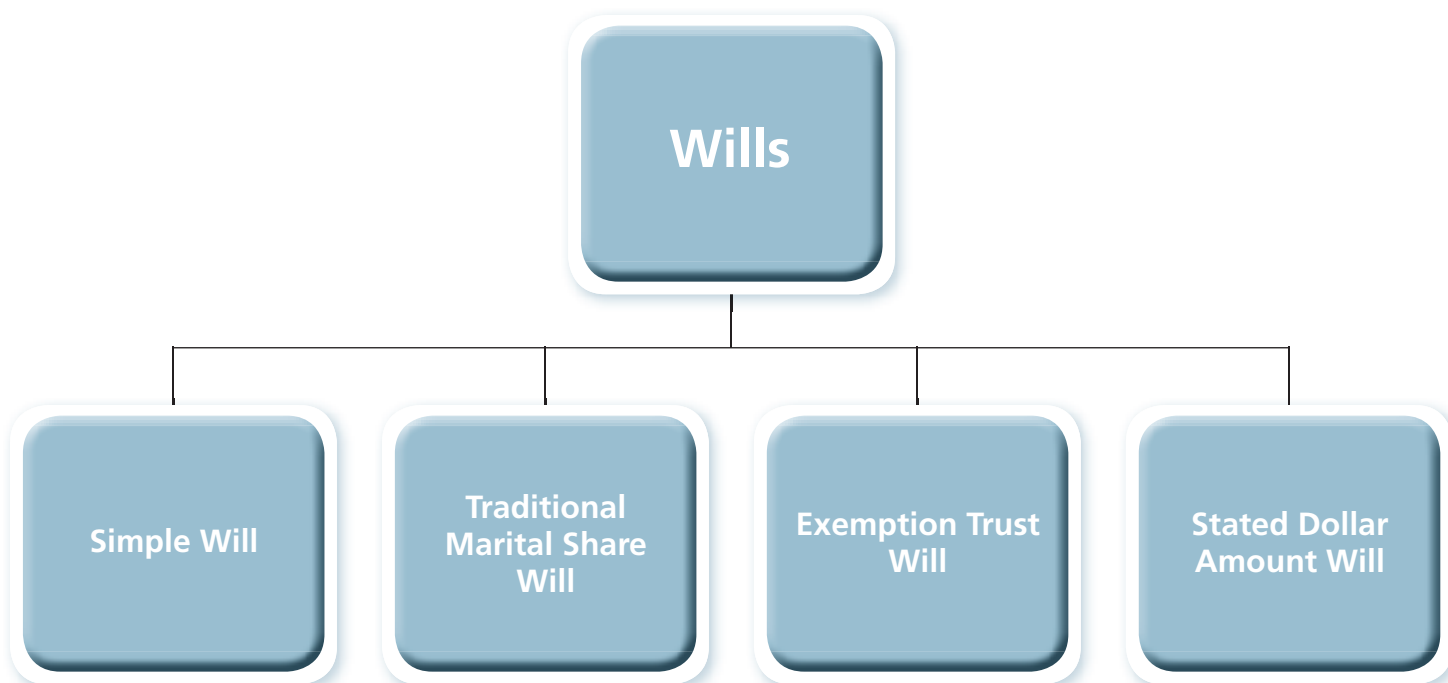 Wills
Simple Will
Traditional
Marital Share
Will
Exemption Trust
Will
Stated Dollar
Amount Will